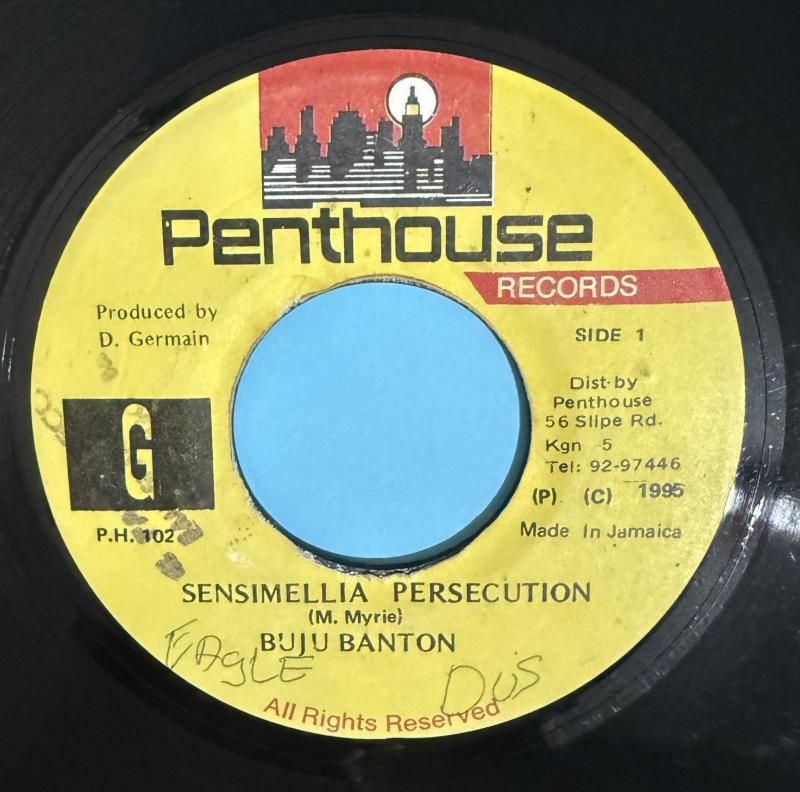 Penthouse
RECORDS
Produced by
D. Germain
SIDE 1
Dist by
Penthouse
56 Slipe Rd.
Kgn 5
Tel: 92-97446
(P) (C) 1995
Made In Jamaica
G
P.H. 102
SENSIMELLIA PERSECUTION
(M. Myrie)
BUJU BANTON
EAgLE
DUS
All Rights Reserved